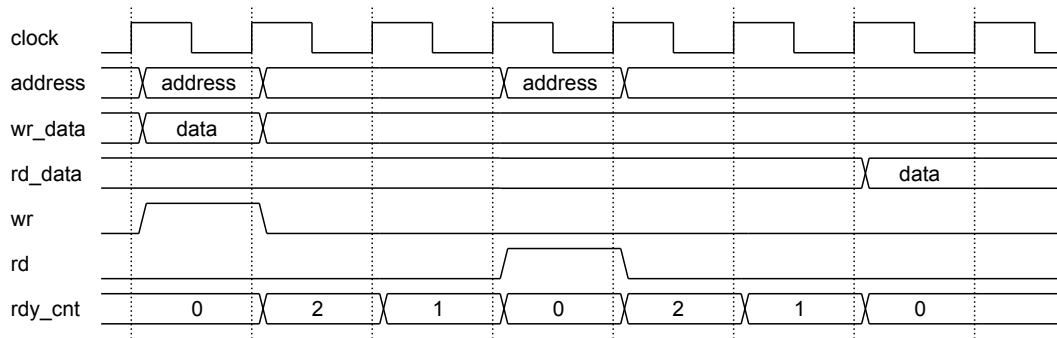 clock
address address address
wr_data data
rd_data data
wr
rd
rdy_cnt 0 2 1 0 2 1 0